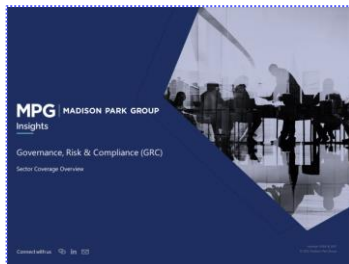 MPG | MADISON PARK GROUP
Insights
Governance, Risk & Compliance (GRC)
Sector Coverage Overview
Connect with us